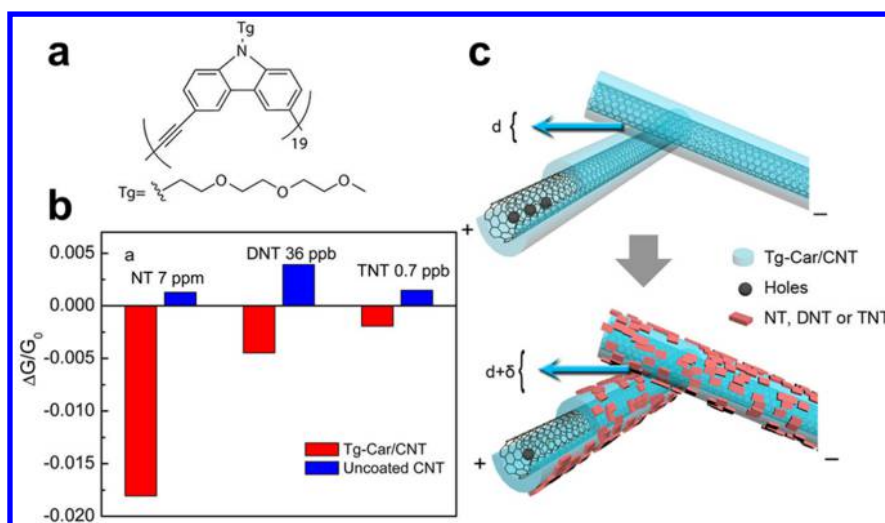 a
Tg
N
19
Tg=
O
O
O
b
a
NT 7 ppm
DNT 36 ppb
TNT 0.7 ppb
0.005
0.000
-0.005
-0.010
-0.015
-0.020
ΔG/G0
Tg-Car/CNT
Uncoated CNT
c
d {
+
–
Tg-Car/CNT
Holes
NT, DNT or TNT
d+δ {
+
–